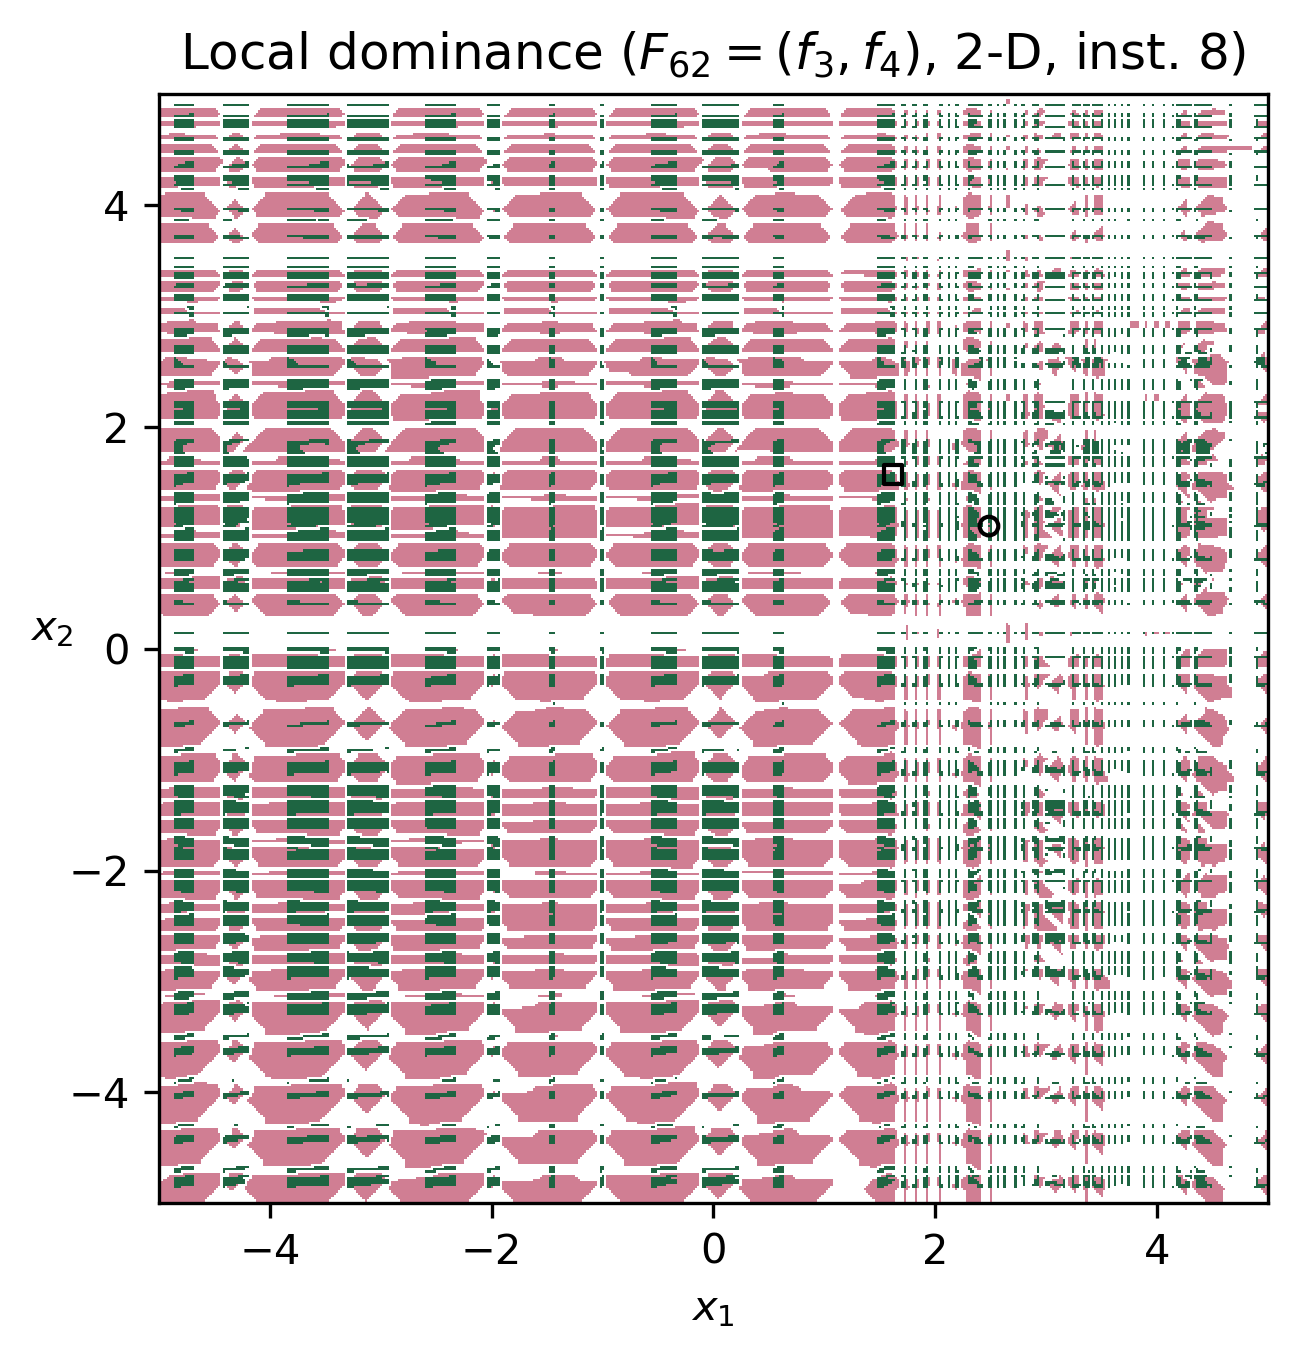 Local dominance (F₆₂ = (f₃, f₄), 2-D, inst. 8)
4
2
x₂
0
−2
−4
−4 −2 0 2 4
x₁